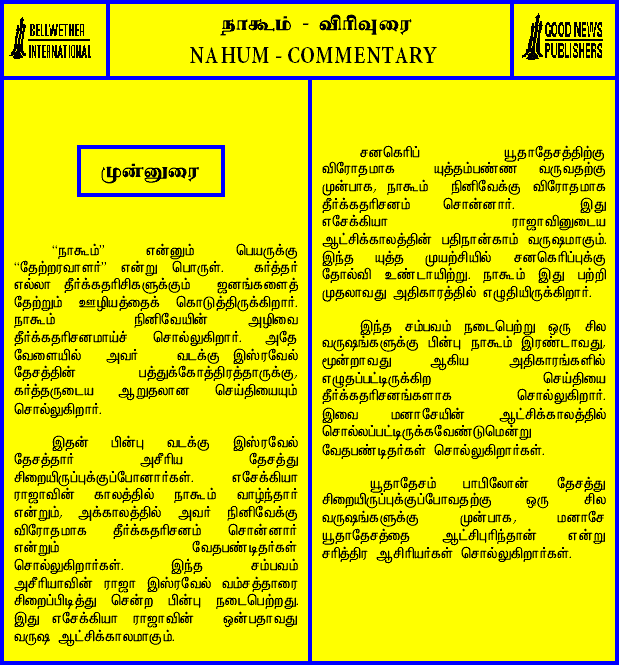 BELLWETHER
INTERNATIONAL
நாகூம் - விரிவுரை
NAHUM - COMMENTARY
GOOD NEWS
PUBLISHERS
முன்னுரை
“நாகூம்” என்னும் பெயருக்கு
“தேற்றரவாளர்” என்று பொருள். கர்த்தர்
எல்லா தீர்க்கதரிசிகளுக்கும் ஜனங்களைத்
தேற்றும் ஊழியத்தைக் கொடுத்திருக்கிறார்.
நாகூம் நினிவேயின் அழிவை
தீர்க்கதரிசனமாய்ச் சொல்லுகிறார். அதே
வேளையில் அவர் வடக்கு இஸ்ரவேல்
தேசத்தின் பத்துக்கோத்திரத்தாருக்கு,
கர்த்தருடைய ஆறுதலான செய்தியையும்
சொல்லுகிறார்.
இதன் பின்பு வடக்கு இஸ்ரவேல்
தேசத்தார் அசீரிய தேசத்து
சிறையிருப்புக்குப்போனார்கள். எசேக்கியா
ராஜாவின் காலத்தில் நாகூம் வாழ்ந்தார்
என்றும், அக்காலத்தில் அவர் நினிவேக்கு
விரோதமாக தீர்க்கதரிசனம் சொன்னார்
என்றும் வேதபண்டிதர்கள்
சொல்லுகிறார்கள். இந்த சம்பவம்
அசீரியாவின் ராஜா இஸ்ரவேல் வம்சத்தாரை
சிறைப்பிடித்து சென்ற பின்பு நடைபெற்றது.
இது எசேக்கியா ராஜாவின் ஒன்பதாவது
வருஷ ஆட்சிக்காலமாகும்.
சனகெரிப் யூதாதேசத்திற்கு
விரோதமாக யுத்தம்பண்ண வருவதற்கு
முன்பாக, நாகூம் நினிவேக்கு விரோதமாக
தீர்க்கதரிசனம் சொன்னார். இது
எசேக்கியா ராஜாவினுடைய
ஆட்சிக்காலத்தின் பதினான்காம் வருஷமாகும்.
இந்த யுத்த முயற்சியில் சனகெரிப்புக்கு
தோல்வி உண்டாயிற்று. நாகூம் இது பற்றி
முதலாவது அதிகாரத்தில் எழுதியிருக்கிறார்.
இந்த சம்பவம் நடைபெற்று ஒரு சில
வருஷங்களுக்கு பின்பு நாகூம் இரண்டாவது,
மூன்றாவது ஆகிய அதிகாரங்களில்
எழுதப்பட்டிருக்கிற செய்தியை
தீர்க்கதரிசனங்களாக சொல்லுகிறார்.
இவை மனாசேயின் ஆட்சிக்காலத்தில்
சொல்லப்பட்டிருக்கவேண்டுமென்று
வேதபண்டிதர்கள் சொல்லுகிறார்கள்.
யூதாதேசம் பாபிலோன் தேசத்து
சிறையிருப்புக்குப்போவதற்கு ஒரு சில
வருஷங்களுக்கு முன்பாக, மனாசே
யூதாதேசத்தை ஆட்சிபுரிந்தான் என்று
சரித்திர ஆசிரியர்கள் சொல்லுகிறார்கள்.